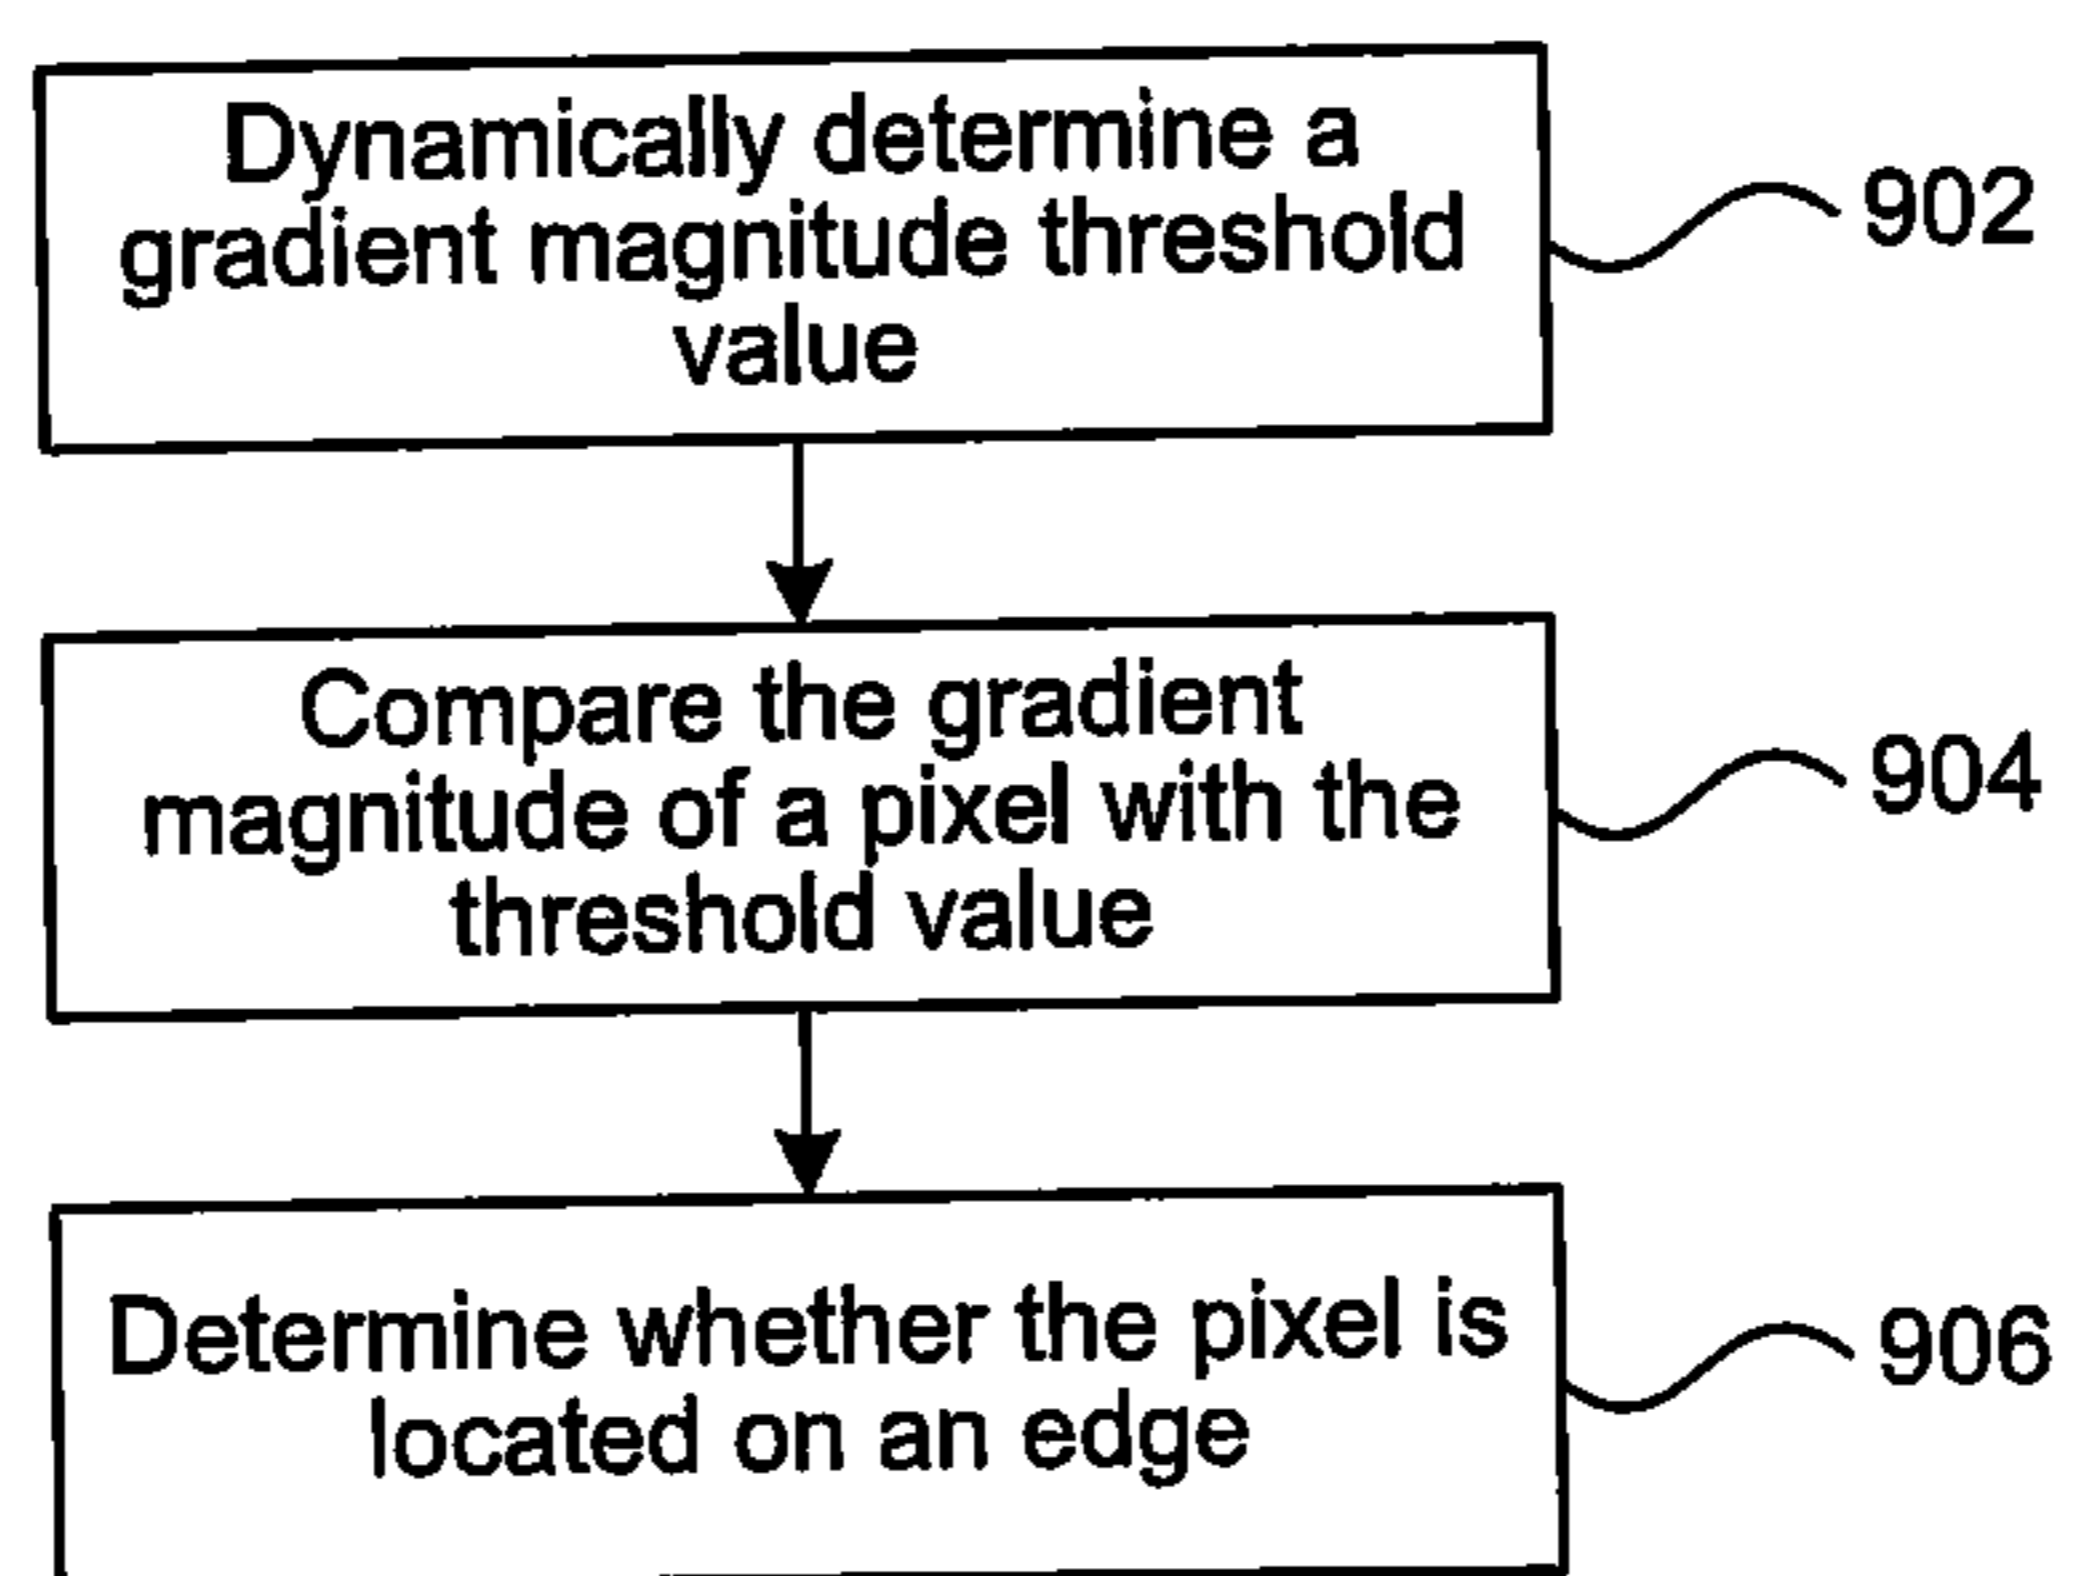 Dynamically determine a
gradient magnitude threshold
value
902
Compare the gradient
magnitude of a pixel with the
threshold value
904
Determine whether the pixel is
located on an edge
906